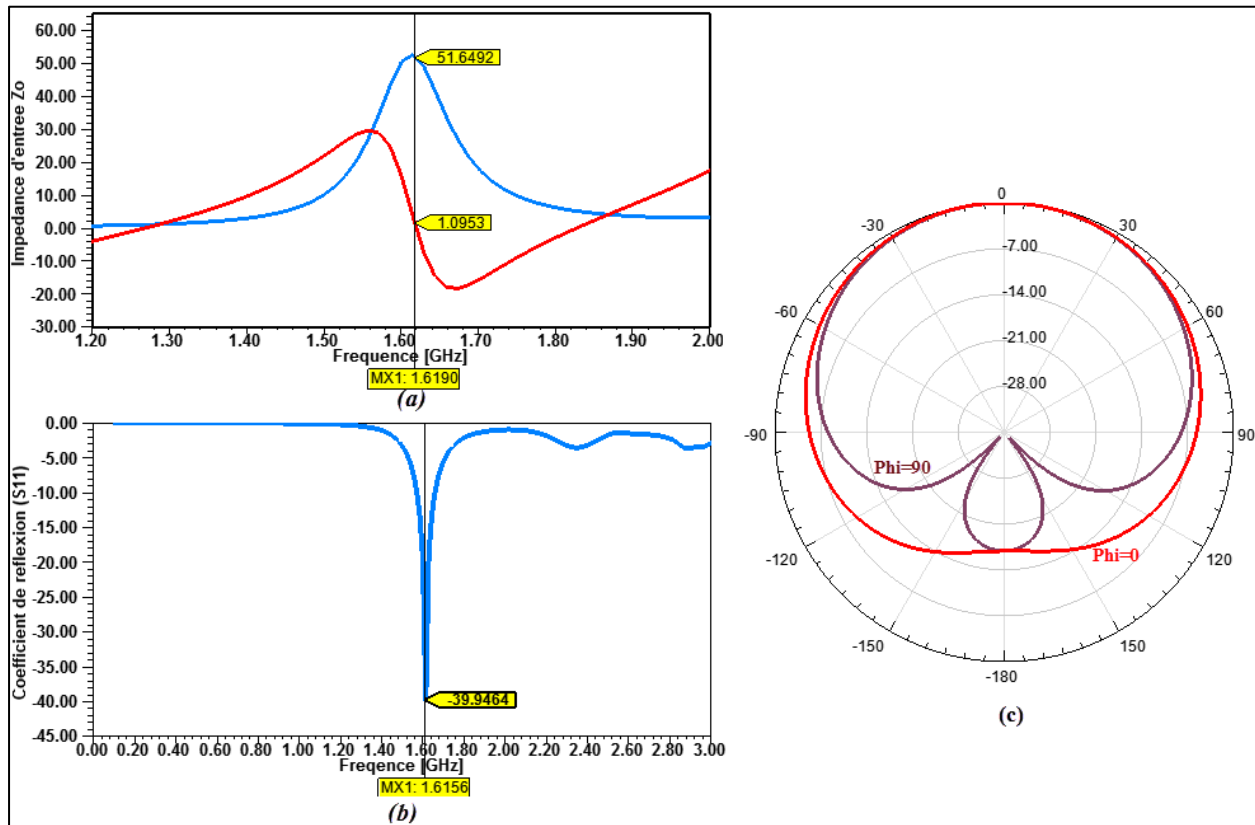 Impedance d'entree Zo
60.00
50.00
40.00
30.00
20.00
10.00
0.00
-10.00
-20.00
-30.00
51.6492
1.0953
1.20 1.30 1.40 1.50 1.60 1.70 1.80 1.90 2.00
Frequence [GHz]
MX1: 1.6190
(a)
Coefficient de reflexion (S11)
0.00
-5.00
-10.00
-15.00
-20.00
-25.00
-30.00
-35.00
-40.00
-45.00
-39.9464
0.00 0.20 0.40 0.60 0.80 1.00 1.20 1.40 1.60 1.80 2.00 2.20 2.40 2.60 2.80 3.00
Freqence [GHz]
MX1: 1.6156
(b)
0
-30 30
-7.00
-14.00
-60 60
-21.00
-28.00
-90 90
Phi=90
Phi=0
-120 120
-150 150
-180
(c)